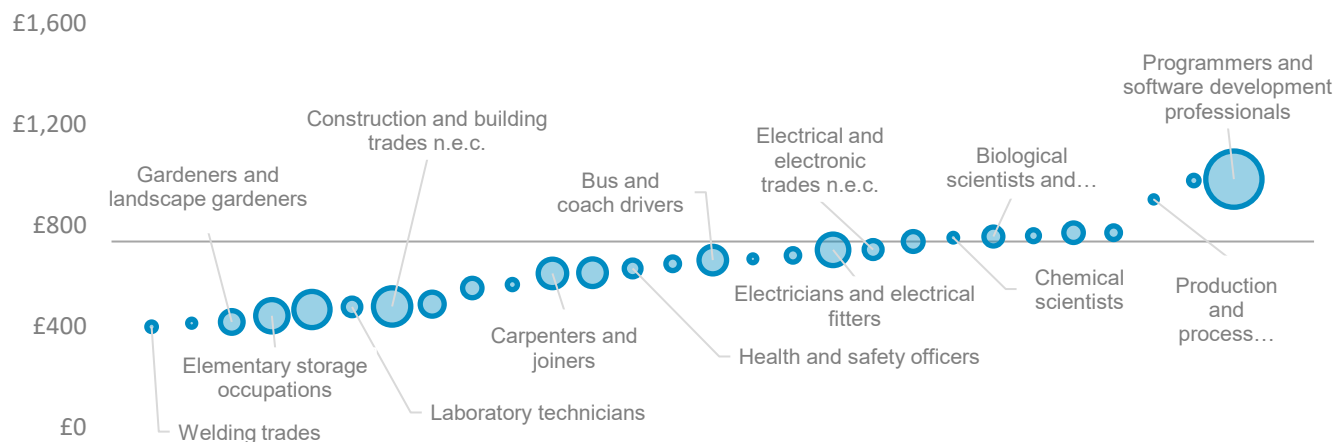 £1,600
£1,200
£800
£400
£0
Gardeners and
landscape gardeners
Construction and building
trades n.e.c.
Bus and
coach drivers
Electrical and
electronic
trades n.e.c.
Biological
scientists and…
Programmers and
software development
professionals
Elementary storage
occupations
Welding trades
Laboratory technicians
Carpenters and
joiners
Health and safety officers
Electricians and electrical
fitters
Chemical
scientists
Production
and
process…